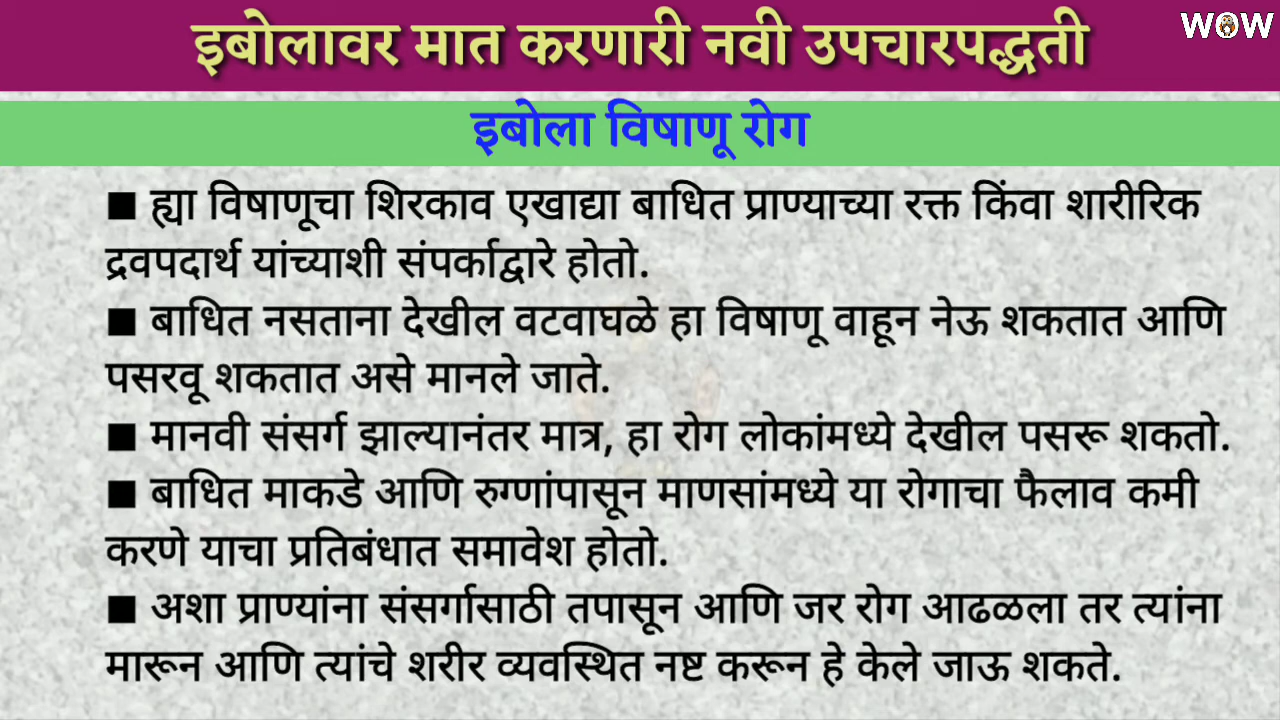 इबोलावर मात करणारी नवी उपचारपद्धती
WOW
इबोला विषाणू रोग
■ ह्या विषाणूचा शिरकाव एखाद्या बाधित प्राण्याच्या रक्त किंवा शारीरिक
द्रवपदार्थ यांच्याशी संपर्काद्वारे होतो.
■ बाधित नसताना देखील वटवाघळे हा विषाणू वाहून नेऊ शकतात आणि
पसरवू शकतात असे मानले जाते.
■ मानवी संसर्ग झाल्यानंतर मात्र, हा रोग लोकांमध्ये देखील पसरू शकतो.
■ बाधित माकडे आणि रुग्णांपासून माणसांमध्ये या रोगाचा फैलाव कमी
करणे याचा प्रतिबंधात समावेश होतो.
■ अशा प्राण्यांना संसर्गासाठी तपासून आणि जर रोग आढळला तर त्यांना
मारून आणि त्यांचे शरीर व्यवस्थित नष्ट करून हे केले जाऊ शकते.